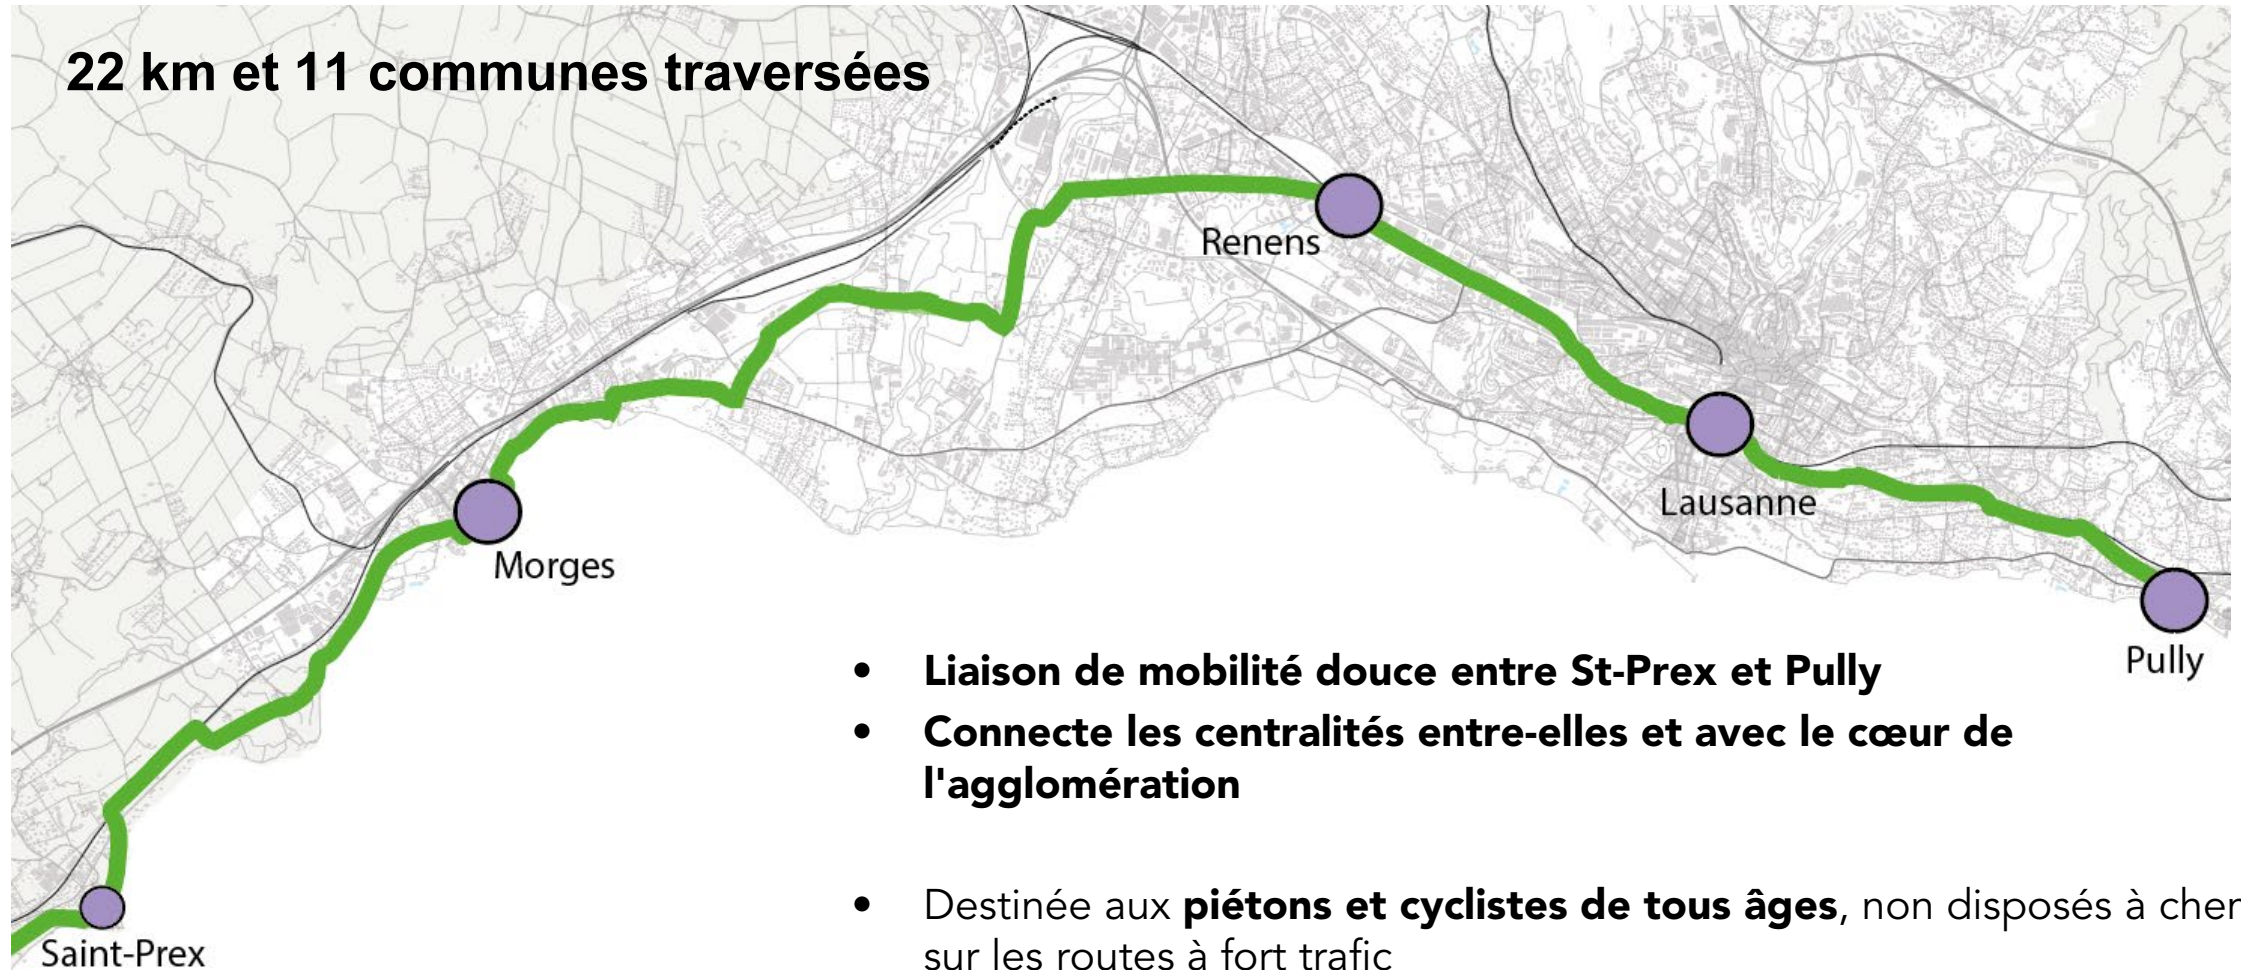 22 km et 11 communes traversées
Renens
Lausanne
Morges
Pully
Saint-Prex
• Liaison de mobilité douce entre St-Prex et Pully
• Connecte les centralités entre-elles et avec le cœur de
l'agglomération
• Destinée aux piétons et cyclistes de tous âges, non disposés à
sur les routes à fort trafic